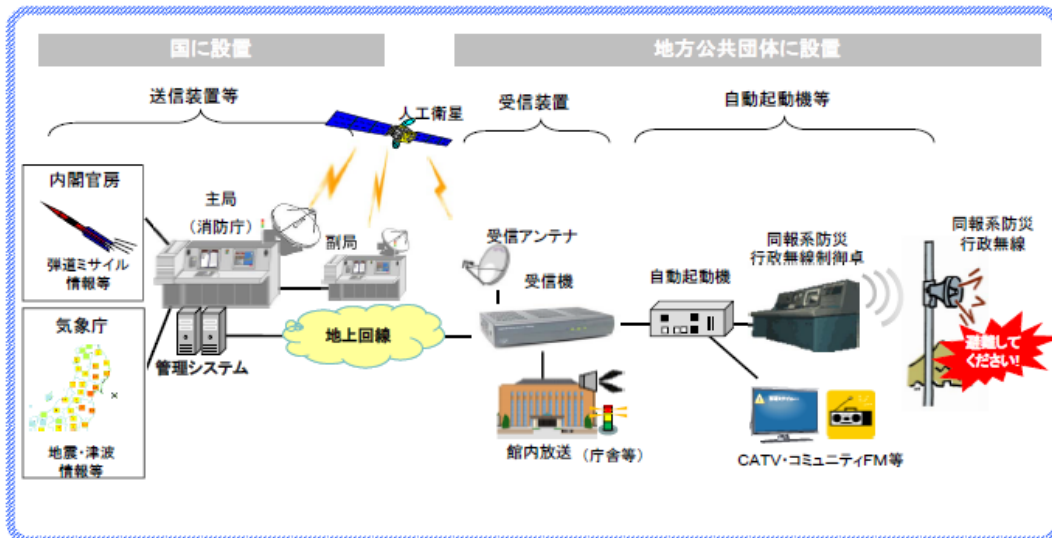 国に設置
地方公共団体に設置
送信装置等
人工衛星
受信装置
自動起動機等
内閣官房
弾道ミサイル
情報等
主局
(消防庁)
副局
受信アンテナ
受信機
自動起動機
同報系防災
行政無線制御卓
同報系防災
行政無線
避難して
ください!
気象庁
地震・津波
情報等
管理システム
地上回線
館内放送 (庁舎等)
CATV・コミュニティFM等